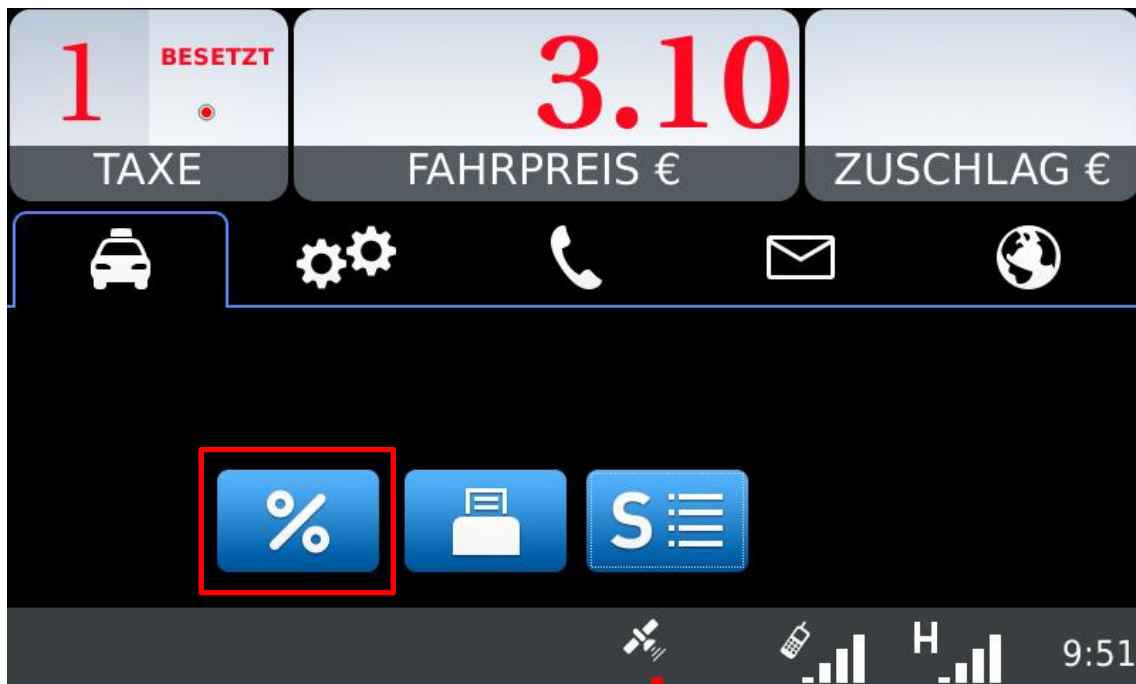 1 BESETZT 3.10
TAXE FAHRPREIS € ZUSCHLAG €
%
S
H 9:51